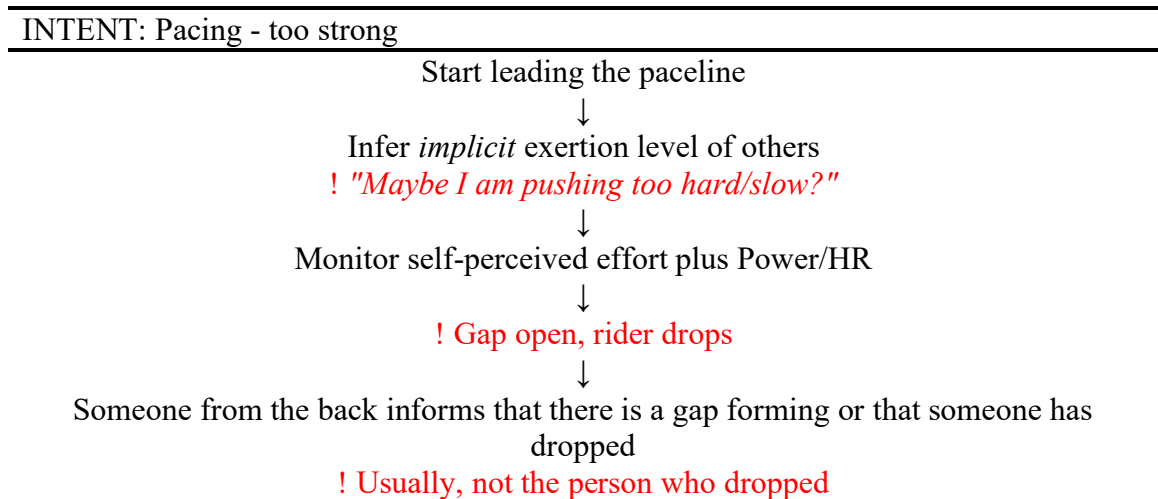 INTENT: Pacing - too strong
Start leading the paceline
↓
Infer implicit exertion level of others
! "Maybe I am pushing too hard/slow?"
↓
Monitor self-perceived effort plus Power/HR
↓
! Gap open, rider drops
↓
Someone from the back informs that there is a gap forming or that someone has
dropped
! Usually, not the person who dropped